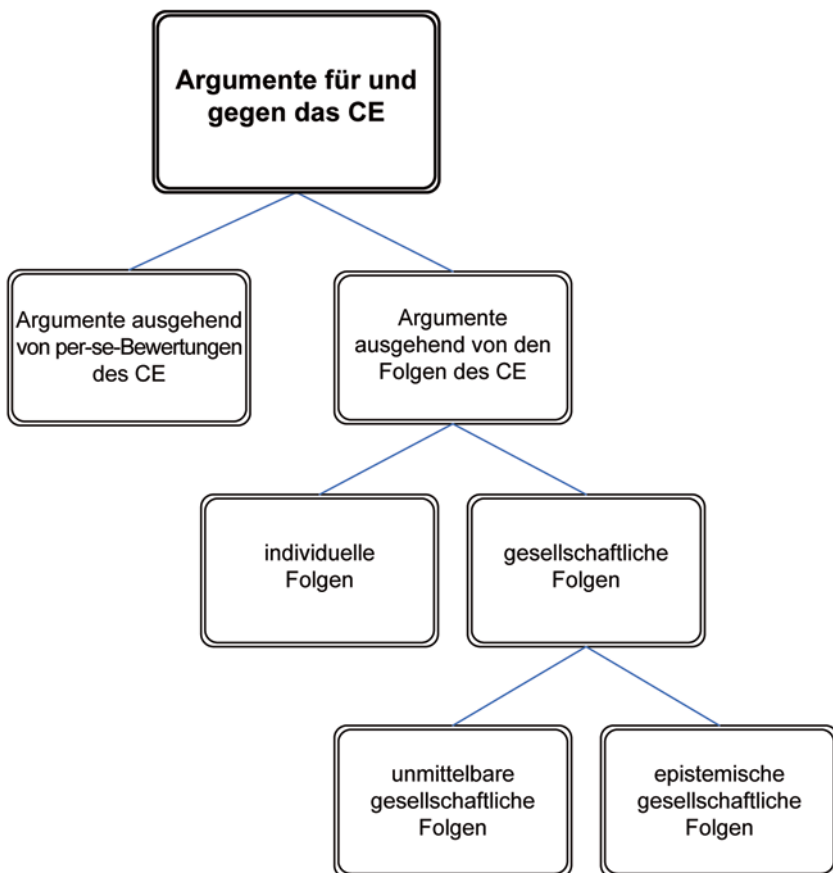 Argumente für und
gegen das CE
Argumente ausgehend
von per-se-Bewertungen
des CE
Argumente
ausgehend von den
Folgen des CE
individuelle
Folgen
gesellschaftliche
Folgen
unmittelbare
gesellschaftliche
Folgen
epistemische
gesellschaftliche
Folgen